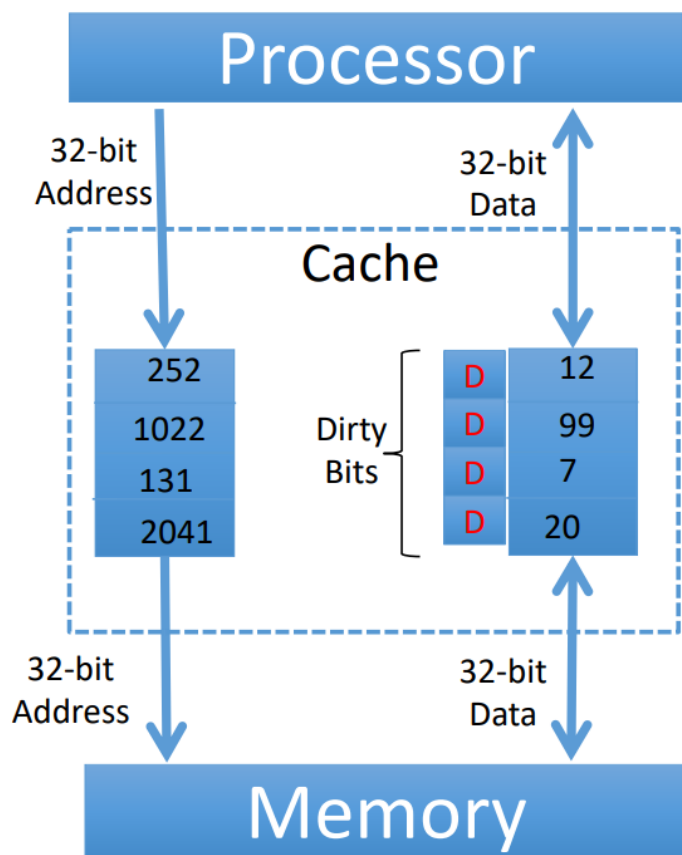 Processor
32-bit
Address
32-bit
Data
Cache
252
1022
131
2041
Dirty
Bits
D
D
D
D
12
99
7
20
32-bit
Address
32-bit
Data
Memory